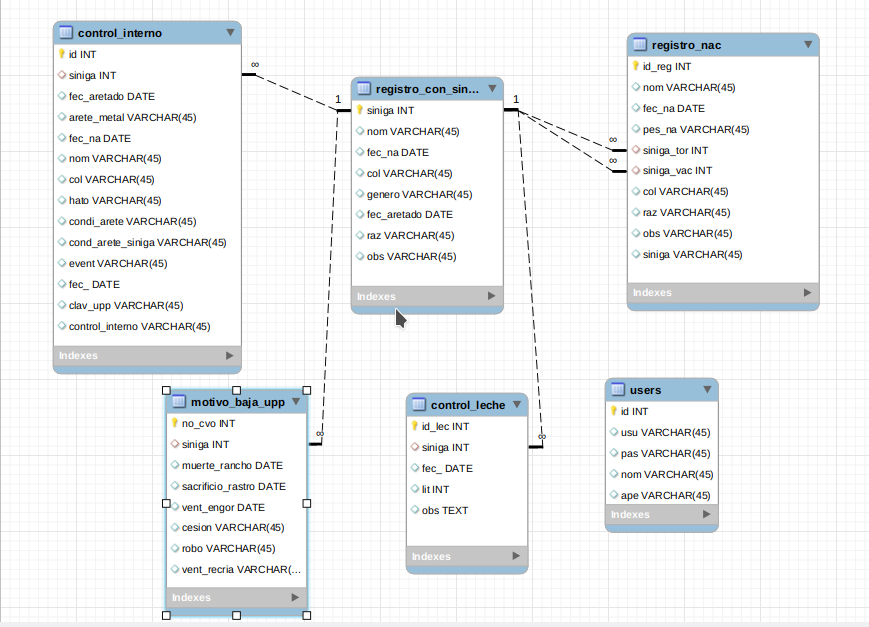 control_interno
id INT
siniga INT
fec_aretado DATE
arete_metal VARCHAR(45)
fec_na DATE
nom VARCHAR(45)
col VARCHAR(45)
hato VARCHAR(45)
condi_arete VARCHAR(45)
cond_arete_siniga VARCHAR(45)
event VARCHAR(45)
fec_ DATE
clav_upp VARCHAR(45)
control_interno VARCHAR(45)
Indexes
∞
1
registro_con_sin...
siniga INT
nom VARCHAR(45)
fec_na DATE
col VARCHAR(45)
genero VARCHAR(45)
fec_aretado DATE
raz VARCHAR(45)
obs VARCHAR(45)
Indexes
1
∞
∞
registro_nac
id_reg INT
nom VARCHAR(45)
fec_na DATE
pes_na VARCHAR(45)
siniga_tor INT
siniga_vac INT
col VARCHAR(45)
raz VARCHAR(45)
obs VARCHAR(45)
siniga VARCHAR(45)
Indexes
motivo_baja_upp
no_cvo INT
siniga INT
muerte_rancho DATE
sacrificio_rastro DATE
vent_engor DATE
cesion VARCHAR(45)
robo VARCHAR(45)
vent_recria VARCHAR(...
Indexes
∞
control_leche
id_lec INT
siniga INT
fec_ DATE
lit INT
obs TEXT
Indexes
∞
users
id INT
usu VARCHAR(45)
pas VARCHAR(45)
nom VARCHAR(45)
ape VARCHAR(45)
Indexes